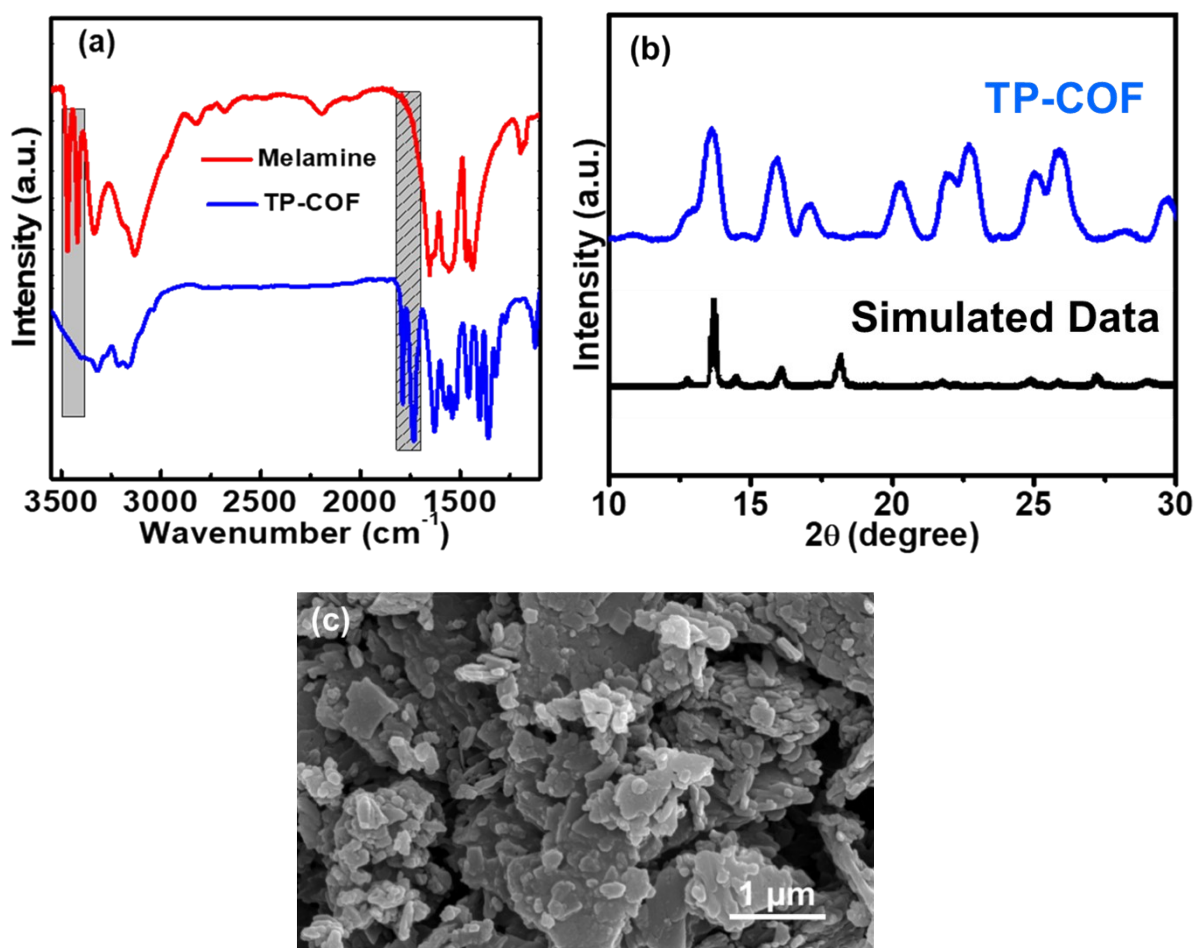 (a)
Melamine
TP-COF
Intensity (a.u.)
3550
3000
2500
2000
1500
Wavenumber (cm⁻¹)
(b)
TP-COF
Simulated Data
Intensity (a.u.)
10
15
20
25
30
2θ (degree)
(c)
1 µm